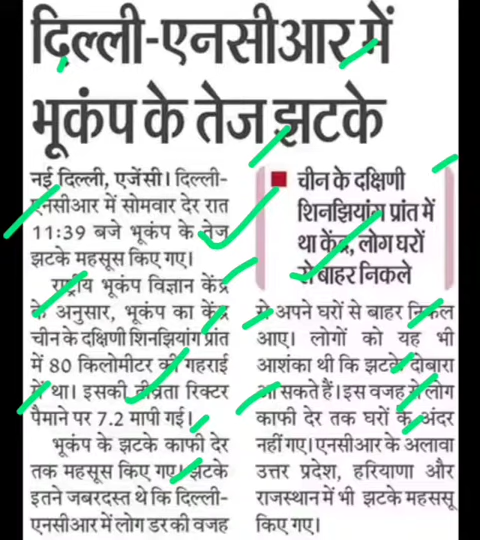 दिल्ली-एनसीआर में
भूकंप के तेज झटके
नई दिल्ली, एजेंसी। दिल्ली-
एनसीआर में सोमवार देर रात
11:39 बजे भूकंप के तेज
झटके महसूस किए गए।
राष्ट्रीय भूकंप विज्ञान केंद्र
के अनुसार, भूकंप का केंद्र
चीन के दक्षिणी शिनझियांग प्रांत
में 80 किलोमीटर की गहराई
में था। इसकी तीव्रता रिक्टर
पैमाने पर 7.2 मापी गई।
भूकंप के झटके काफी देर
तक महसूस किए गए। झटके
इतने जबरदस्त थे कि दिल्ली-
एनसीआर में लोग डर की वजह
चीन के दक्षिणी
शिनझियांग प्रांत में
था केंद्र, लोग घरों
से बाहर निकले
से अपने घरों से बाहर निकल
आए। लोगों को यह भी
आशंका थी कि झटके दोबारा
आ सकते हैं। इस वजह से लोग
काफी देर तक घरों के अंदर
नहीं गए। एनसीआर के अलावा
उत्तर प्रदेश, हरियाणा और
राजस्थान में भी झटके महससू
किए गए।